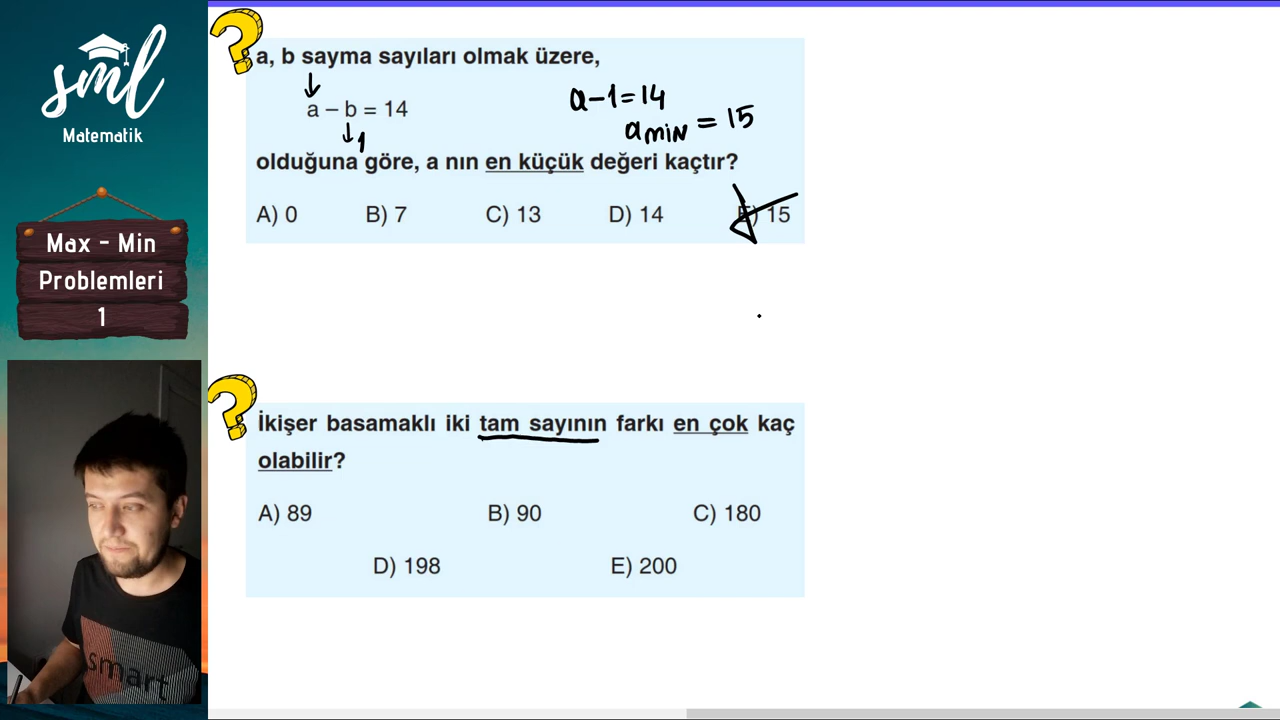 sml
Matematik
Max - Min
Problemleri
1
a, b sayma sayıları olmak üzere,
a – b = 14
1
a - 1 = 14
a min = 15
olduğuna göre, a nın en küçük değeri kaçtır?
A) 0 B) 7 C) 13 D) 14 E) 15
İkişer basamaklı iki tam sayının farkı en çok kaç
olabilir?
A) 89 B) 90 C) 180
D) 198 E) 200
smart